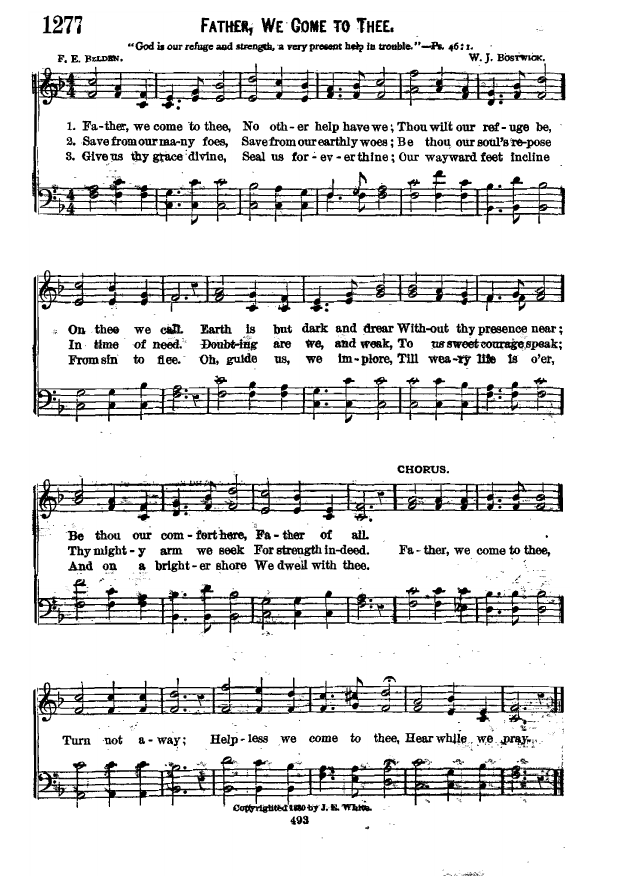 1277
FATHER, WE COME TO THEE.
"God is our refuge and strength, a very present help in trouble."—Ps. 46:1.
F. E. BELDEN. W. J. BOSTWICK.
1. Fa-ther, we come to thee, No oth-er help have we; Thou wilt our ref-uge be,
2. Save from our ma-ny foes, Save from our earthly woes; Be thou our soul's re-pose
3. Give us thy grace divine, Seal us for-ev-er thine; Our wayward feet incline
On thee we call. Earth is but dark and drear With-out thy presence near;
In time of need. Doubt-ing are we, and weak, To us sweet courage speak;
From sin to flee. Oh, guide us, we im-plore, Till wea-ry life is o'er,
CHORUS.
Be thou our com-fort here, Fa-ther of all.
Thy might-y arm we seek For strength in-deed. Fa-ther, we come to thee,
And on a bright-er shore We dwell with thee.
Turn not a-way; Help-less we come to thee, Hear while we pray.
Copyrighted 1880 by J. E. White.
493